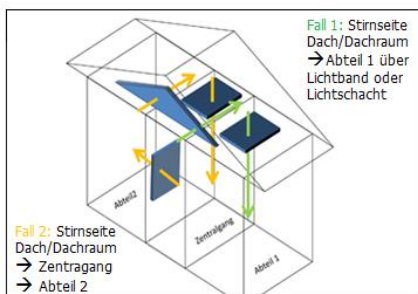 Fall 1: Stirnseite
Dach/Dachraum
→Abteil 1 über
Lichtband oder
Lichtschacht
Abteil2
Zentralgang
Abteil 1
Fall 2: Stirnseite
Dach/Dachraum
→ Zentragang
→ Abteil 2